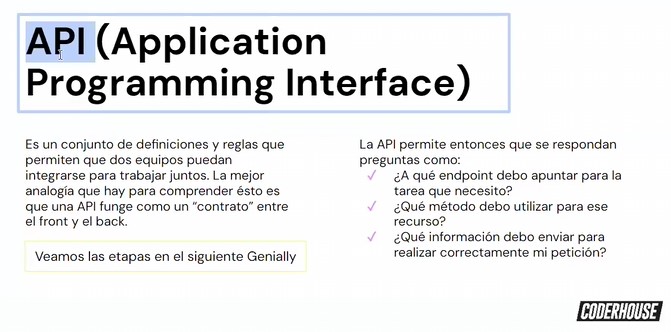 API (Application
Programming Interface)
Es un conjunto de definiciones y reglas que
permiten que dos equipos puedan
integrarse para trabajar juntos. La mejor
analogía que hay para comprender ésto es
que una API funge como un “contrato” entre
el front y el back.
Veamos las etapas en el siguiente Genially
La API permite entonces que se respondan
preguntas como:
¿A qué endpoint debo apuntar para la
tarea que necesito?
¿Qué método debo utilizar para ese
recurso?
¿Qué información debo enviar para
realizar correctamente mi petición?
CODERHOUSE